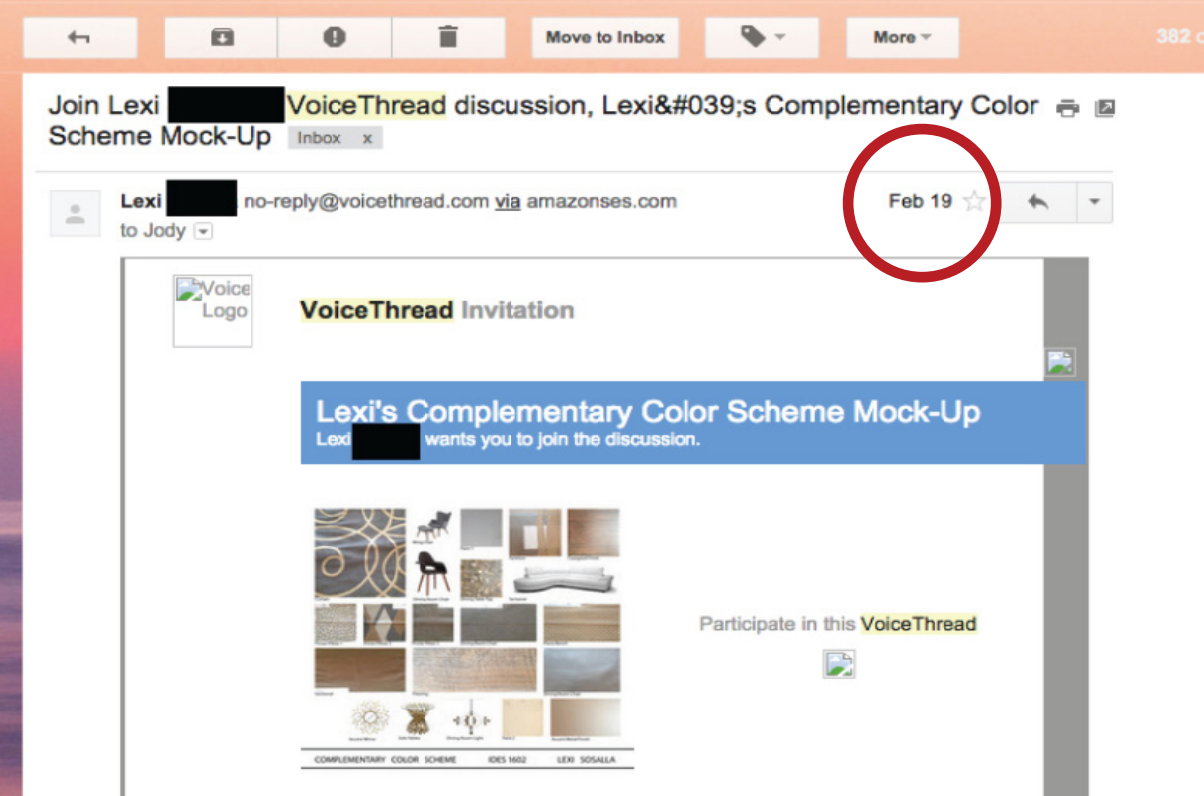 Move to Inbox
More
382
Join Lexi VoiceThread discussion, Lexi&#039;s Complementary Color
Scheme Mock-Up Inbox x
Lexi no-reply@voicethread.com via amazonses.com Feb 19
to Jody
Voice
Logo
VoiceThread Invitation
Lexi's Complementary Color Scheme Mock-Up
Lexi wants you to join the discussion.
Participate in this VoiceThread
COMPLEMENTARY COLOR SCHEME IDES 1602 LEXI SOSALLA